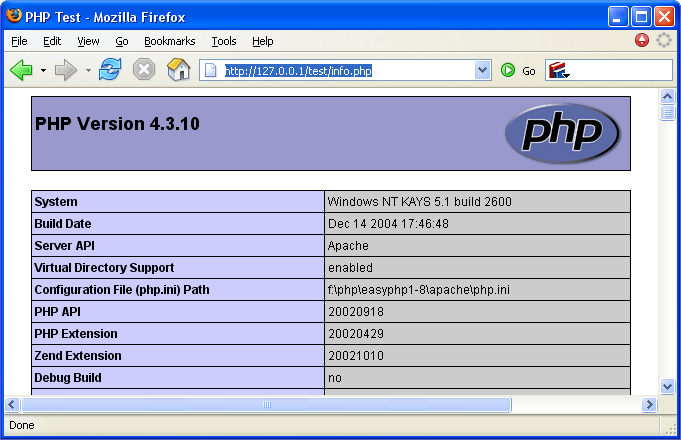 PHP Test - Mozilla Firefox
File Edit View Go Bookmarks Tools Help
http://127.0.0.1/test/info.php Go
PHP Version 4.3.10
php
System Windows NT KAYS 5.1 build 2600
Build Date Dec 14 2004 17:46:48
Server API Apache
Virtual Directory Support enabled
Configuration File (php.ini) Path f:\php\easyphp1-8\apache\php.ini
PHP API 20020918
PHP Extension 20020429
Zend Extension 20021010
Debug Build no
Done